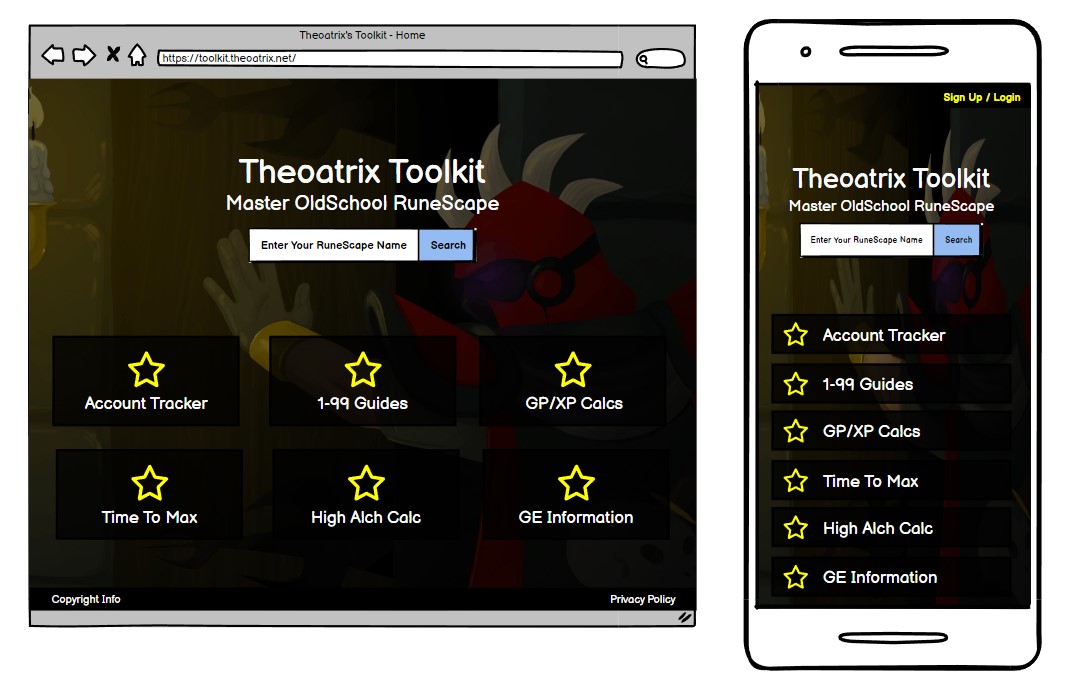 Theoatrix's Toolkit - Home
https://toolkit.theoatrix.net/
Theoatrix Toolkit
Master OldSchool RuneScape
Enter Your RuneScape Name
Search
Account Tracker
1-99 Guides
GP/XP Calcs
Time To Max
High Alch Calc
GE Information
Copyright Info
Privacy Policy
Sign Up / Login
Theoatrix Toolkit
Master OldSchool RuneScape
Enter Your RuneScape Name
Search
Account Tracker
1-99 Guides
GP/XP Calcs
Time To Max
High Alch Calc
GE Information